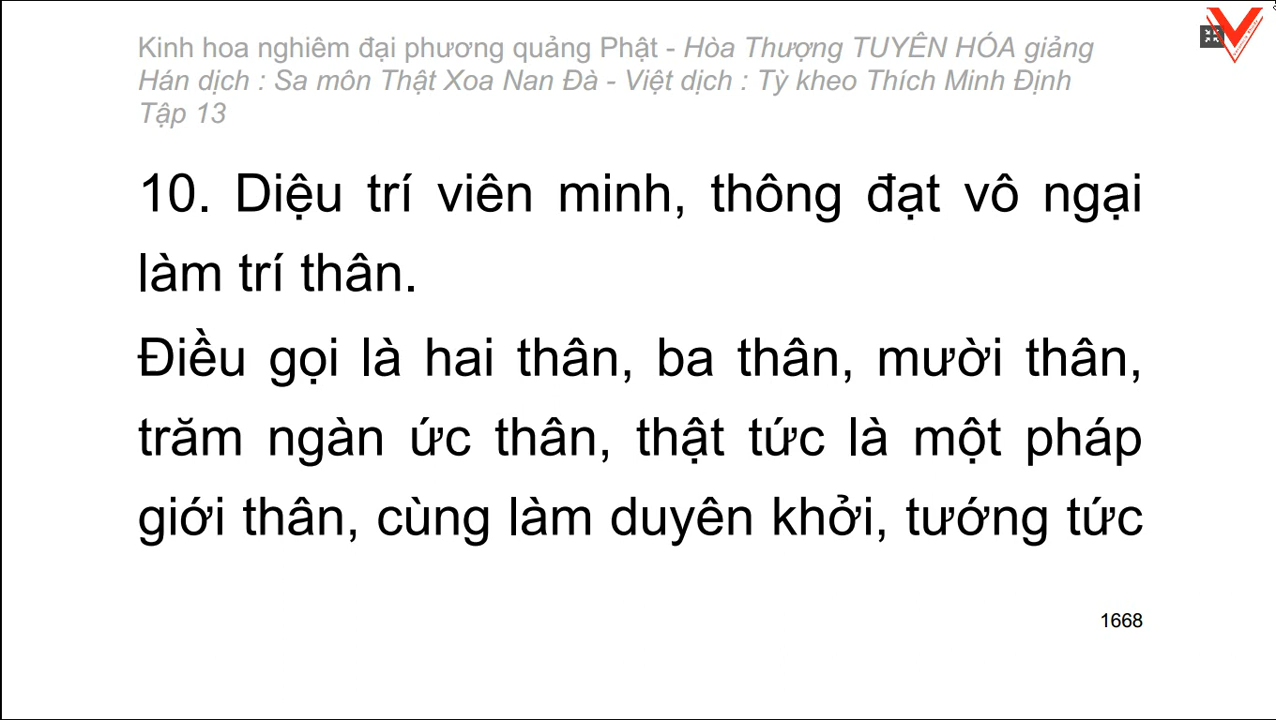 Kinh hoa nghiêm đại phương quảng Phật - Hòa Thượng TUYÊN HÓA giảng
Hán dịch : Sa môn Thật Xoa Nan Đà - Việt dịch : Tỳ kheo Thích Minh Định
Tập 13
10. Diệu trí viên minh, thông đạt vô ngại
làm trí thân.
Điều gọi là hai thân, ba thân, mười thân,
trăm ngàn ức thân, thật tức là một pháp
giới thân, cùng làm duyên khởi, tướng tức
1668